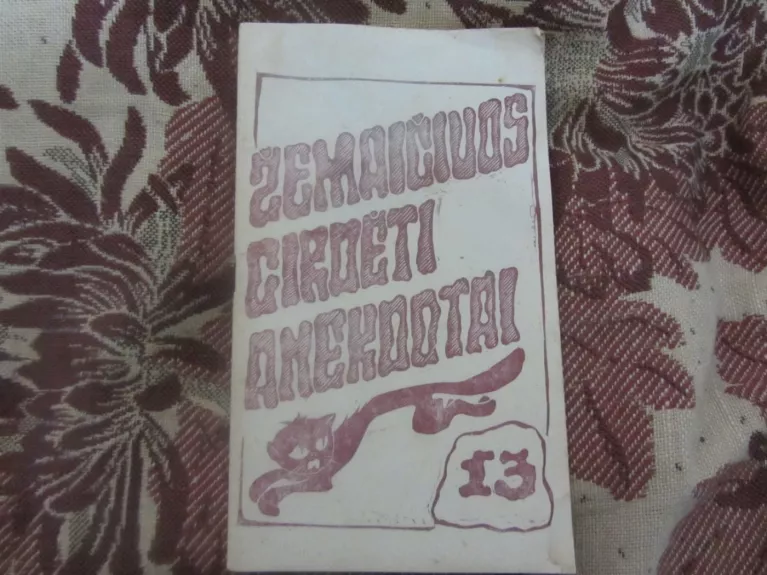 ŽEMAIČIUOS
GIRDĖTI
ANEKDOTAI
13